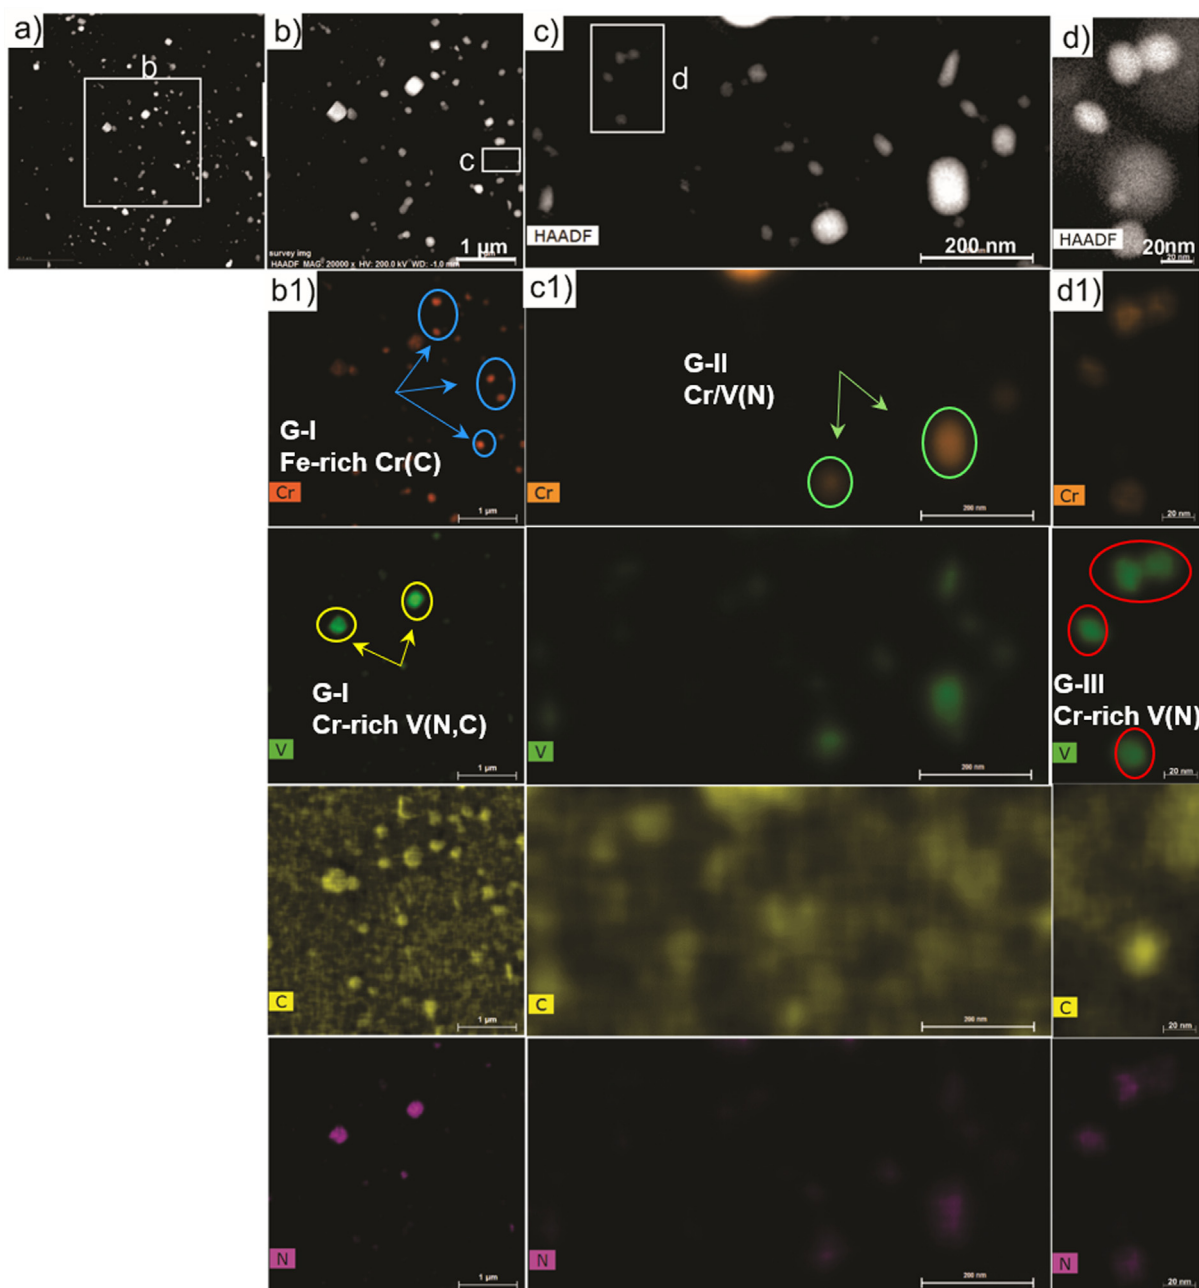 a)
b
b)
c
survey img
HAADF MAG: 20000 x HV: 200.0 kV WD: -1.0 mm
1 µm
c)
d
HAADF
200 nm
d)
HAADF
20nm
20 nm
b1)
G-I
Fe-rich Cr(C)
Cr
1 µm
c1)
G-II
Cr/V(N)
Cr
200 nm
d1)
Cr
20 nm
G-I
Cr-rich V(N,C)
V
1 µm
200 nm
G-III
Cr-rich V(N)
V
20 nm
C
1 µm
C
200 nm
C
20 nm
N
1 µm
N
200 nm
N
20 nm